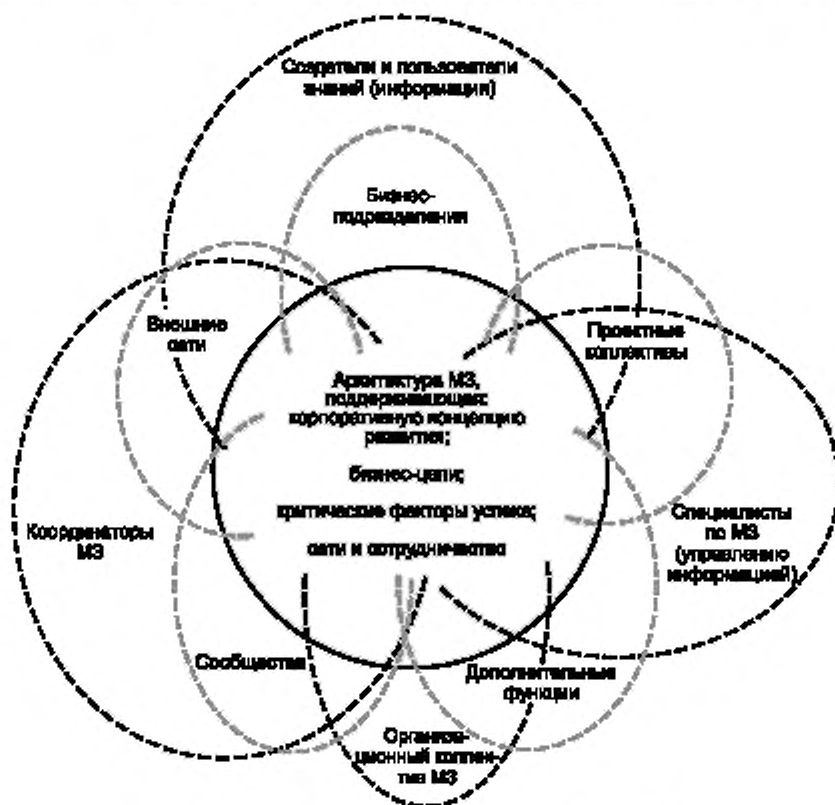 Создатели и пользователи
знаний (информация)
Бизнес-
подразделения
Внешние
сети
Проектные
коллективы
Архитектура МЗ,
поддерживающая:
корпоративную концепцию
развития;
бизнес-цели;
критические факторы успеха;
сети и сотрудничество
Координаторы
МЗ
Специалисты
по МЗ
(управлению
информацией)
Сообщества
Дополнительные
функции
Организа-
ционный коллек-
тив МЗ